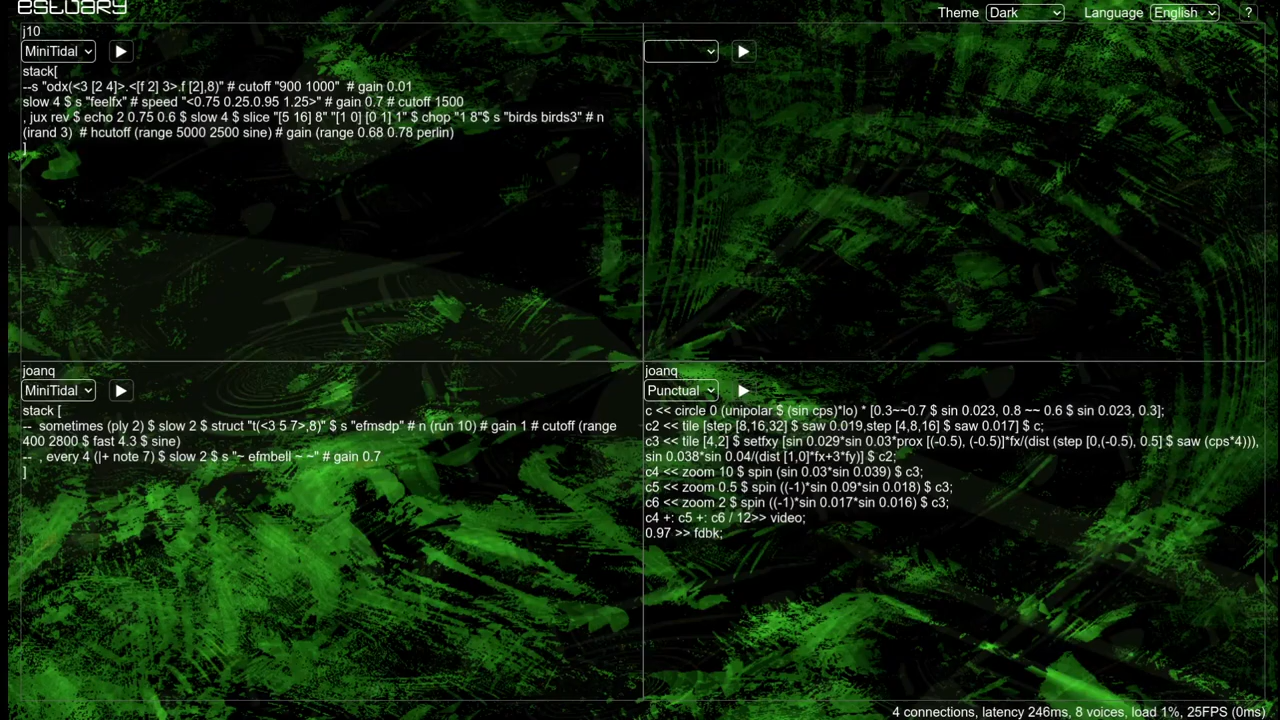 estuary
Theme Dark Language English ?
j10
MiniTidal
stack[
--s "odx(<3 [2 4]>.<[f 2] 3>.f [2],8)" # cutoff "900 1000"  # gain 0.01
slow 4 $ s "feelfx" # speed "<0.75 0.25.0.95 1.25>" # gain 0.7 # cutoff 1500
, jux rev $ echo 2 0.75 0.6 $ slow 4 $ slice "[5 16] 8" "[1 0] [0 1] 1" $ chop "1 8"$ s "birds birds3" # n
(irand 3)  # hcutoff (range 5000 2500 sine) # gain (range 0.68 0.78 perlin)
]
joanq
MiniTidal
stack [
--  sometimes (ply 2) $ slow 2 $ struct "t(<3 5 7>,8)" $ s "efmsdp" # n (run 10) # gain 1 # cutoff (range
400 2800 $ fast 4.3 $ sine)
-- , every 4 (|+ note 7) $ slow 2 $ s "~ efmbell ~ ~" # gain 0.7
]
joanq
Punctual
c << circle 0 (unipolar $ (sin cps)*lo) * [0.3~~0.7 $ sin 0.023, 0.8 ~~ 0.6 $ sin 0.023, 0.3];
c2 << tile [step [8,16,32] $ saw 0.019,step [4,8,16] $ saw 0.017] $ c;
c3 << tile [4,2] $ setfxy [sin 0.029*sin 0.03*prox [(-0.5), (-0.5)]*fx/(dist (step [0,(-0.5), 0.5] $ saw (cps*4))),
sin 0.038*sin 0.04/(dist [1,0]*fx+3*fy)] $ c2;
c4 << zoom 10 $ spin (sin 0.03*sin 0.039) $ c3;
c5 << zoom 0.5 $ spin ((-1)*sin 0.09*sin 0.018) $ c3;
c6 << zoom 2 $ spin ((-1)*sin 0.017*sin 0.016) $ c3;
c4 +: c5 +: c6 / 12>> video;
0.97 >> fdbk;
4 connections, latency 246ms, 8 voices, load 1%, 25FPS (0ms)